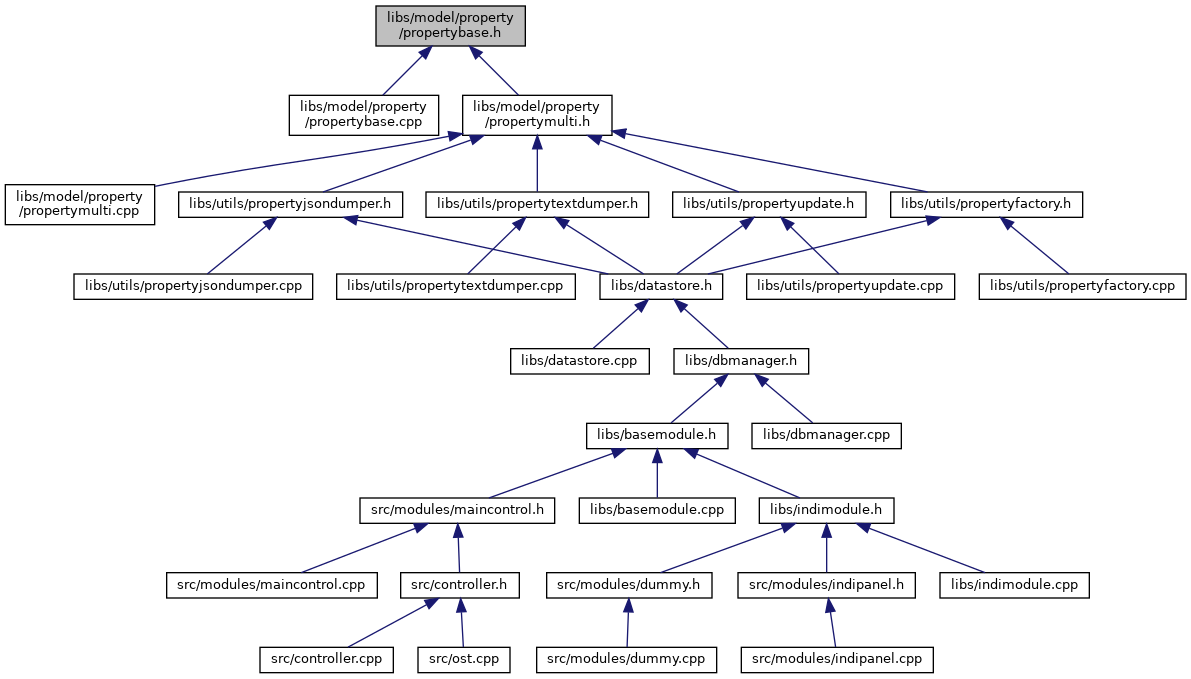 libs/model/property
/propertybase.h
libs/model/property
/propertybase.cpp
libs/model/property
/propertymulti.h
libs/model/property
/propertymulti.cpp
libs/utils/propertyjsondumper.h
libs/utils/propertytextdumper.h
libs/utils/propertyupdate.h
libs/utils/propertyfactory.h
libs/utils/propertyjsondumper.cpp
libs/utils/propertytextdumper.cpp
libs/datastore.h
libs/utils/propertyupdate.cpp
libs/utils/propertyfactory.cpp
libs/datastore.cpp
libs/dbmanager.h
libs/basemodule.h
libs/dbmanager.cpp
src/modules/maincontrol.h
libs/basemodule.cpp
libs/indimodule.h
src/modules/maincontrol.cpp
src/controller.h
src/modules/dummy.h
src/modules/indipanel.h
libs/indimodule.cpp
src/controller.cpp
src/ost.cpp
src/modules/dummy.cpp
src/modules/indipanel.cpp